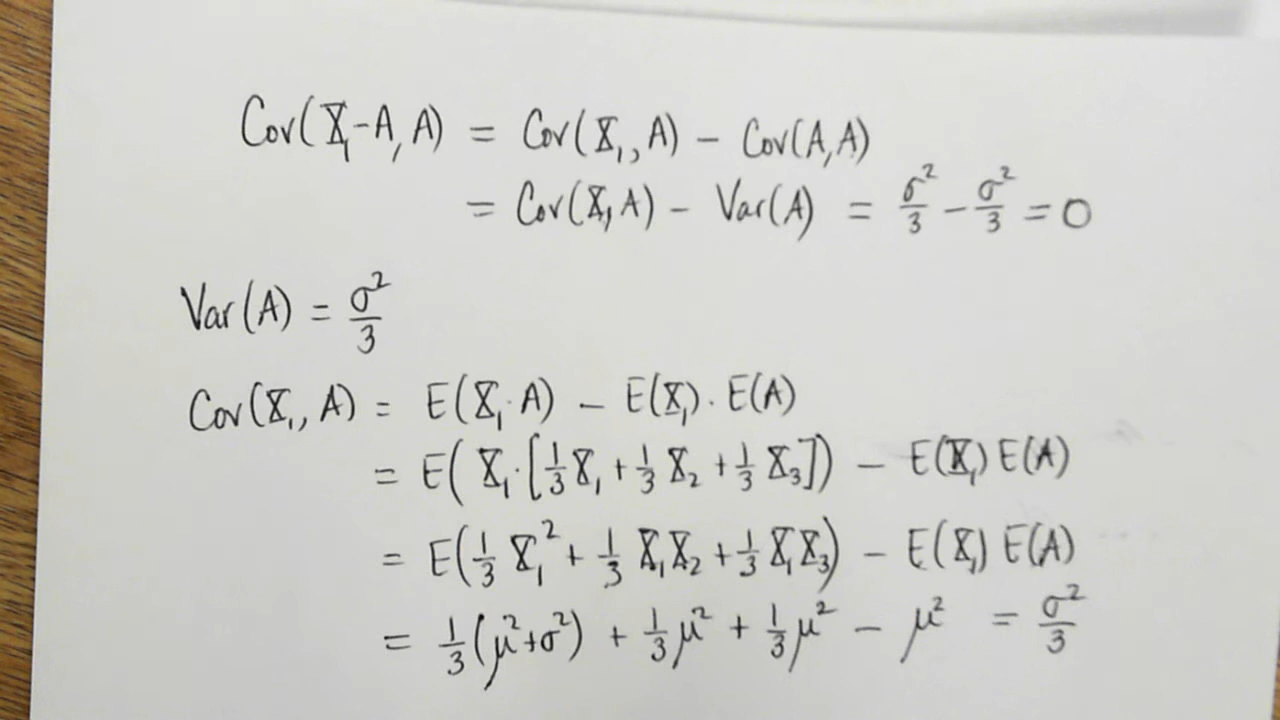 Cov(X₁-A, A) = Cov(X₁, A) - Cov(A,A)
= Cov(X₁,A) - Var(A) = σ²/3 - σ²/3 = 0
Var(A) = σ²/3
Cov(X₁, A) = E(X₁·A) - E(X₁)·E(A)
= E(X₁·[1/3 X₁ + 1/3 X₂ + 1/3 X₃]) - E(X₁)E(A)
= E(1/3 X₁² + 1/3 X₁X₂ + 1/3 X₁X₃) - E(X₁)E(A)
= 1/3(μ²+σ²) + 1/3 μ² + 1/3 μ² - μ² = σ²/3